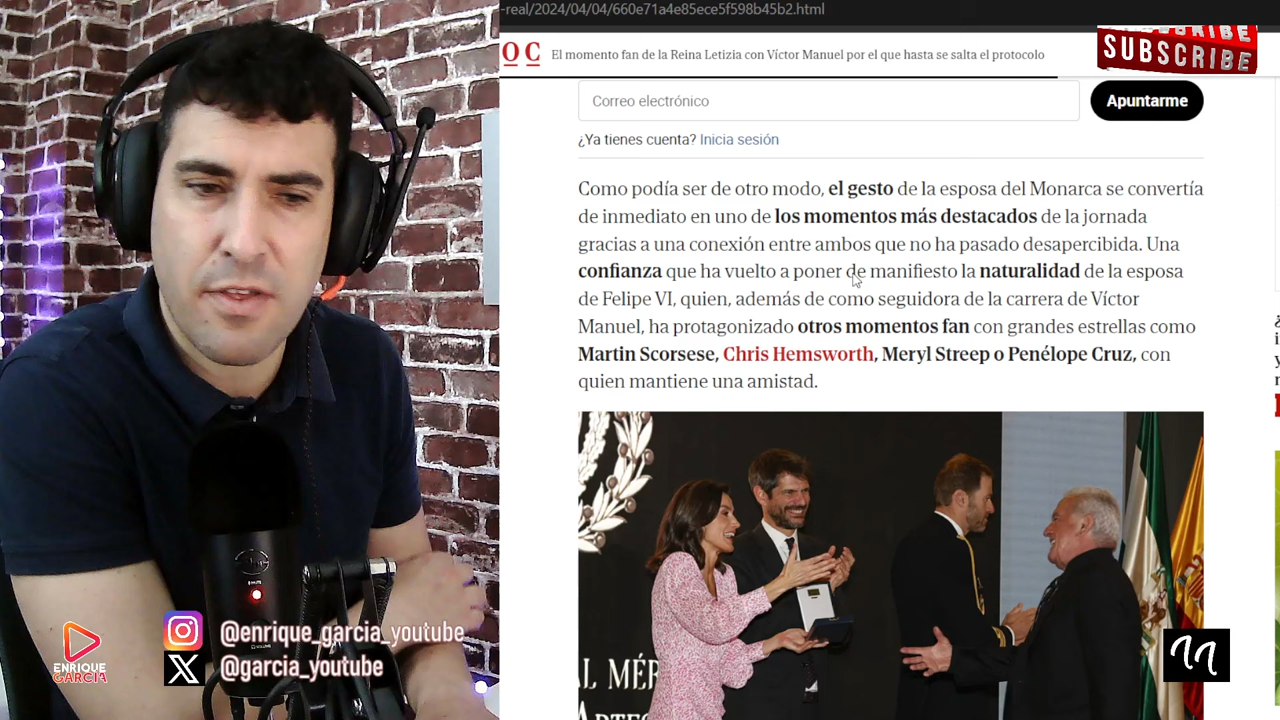 -real/2024/04/04/660e71a4e85ece5f598b45b2.html
OC
El momento fan de la Reina Letizia con Víctor Manuel por el que hasta se salta el protocolo
SUBSCRIBE
SUBSCRIBE
Correo electrónico
Apuntarme
¿Ya tienes cuenta? Inicia sesión
Como podía ser de otro modo, el gesto de la esposa del Monarca se convertía
de inmediato en uno de los momentos más destacados de la jornada
gracias a una conexión entre ambos que no ha pasado desapercibida. Una
confianza que ha vuelto a poner de manifiesto la naturalidad de la esposa
de Felipe VI, quien, además de como seguidora de la carrera de Víctor
Manuel, ha protagonizado otros momentos fan con grandes estrellas como
Martin Scorsese, Chris Hemsworth, Meryl Streep o Penélope Cruz, con
quien mantiene una amistad.
AL MÉR
ARTES
@enrique_garcia_youtube
@garcia_youtube
ENRIQUE
GARCIA